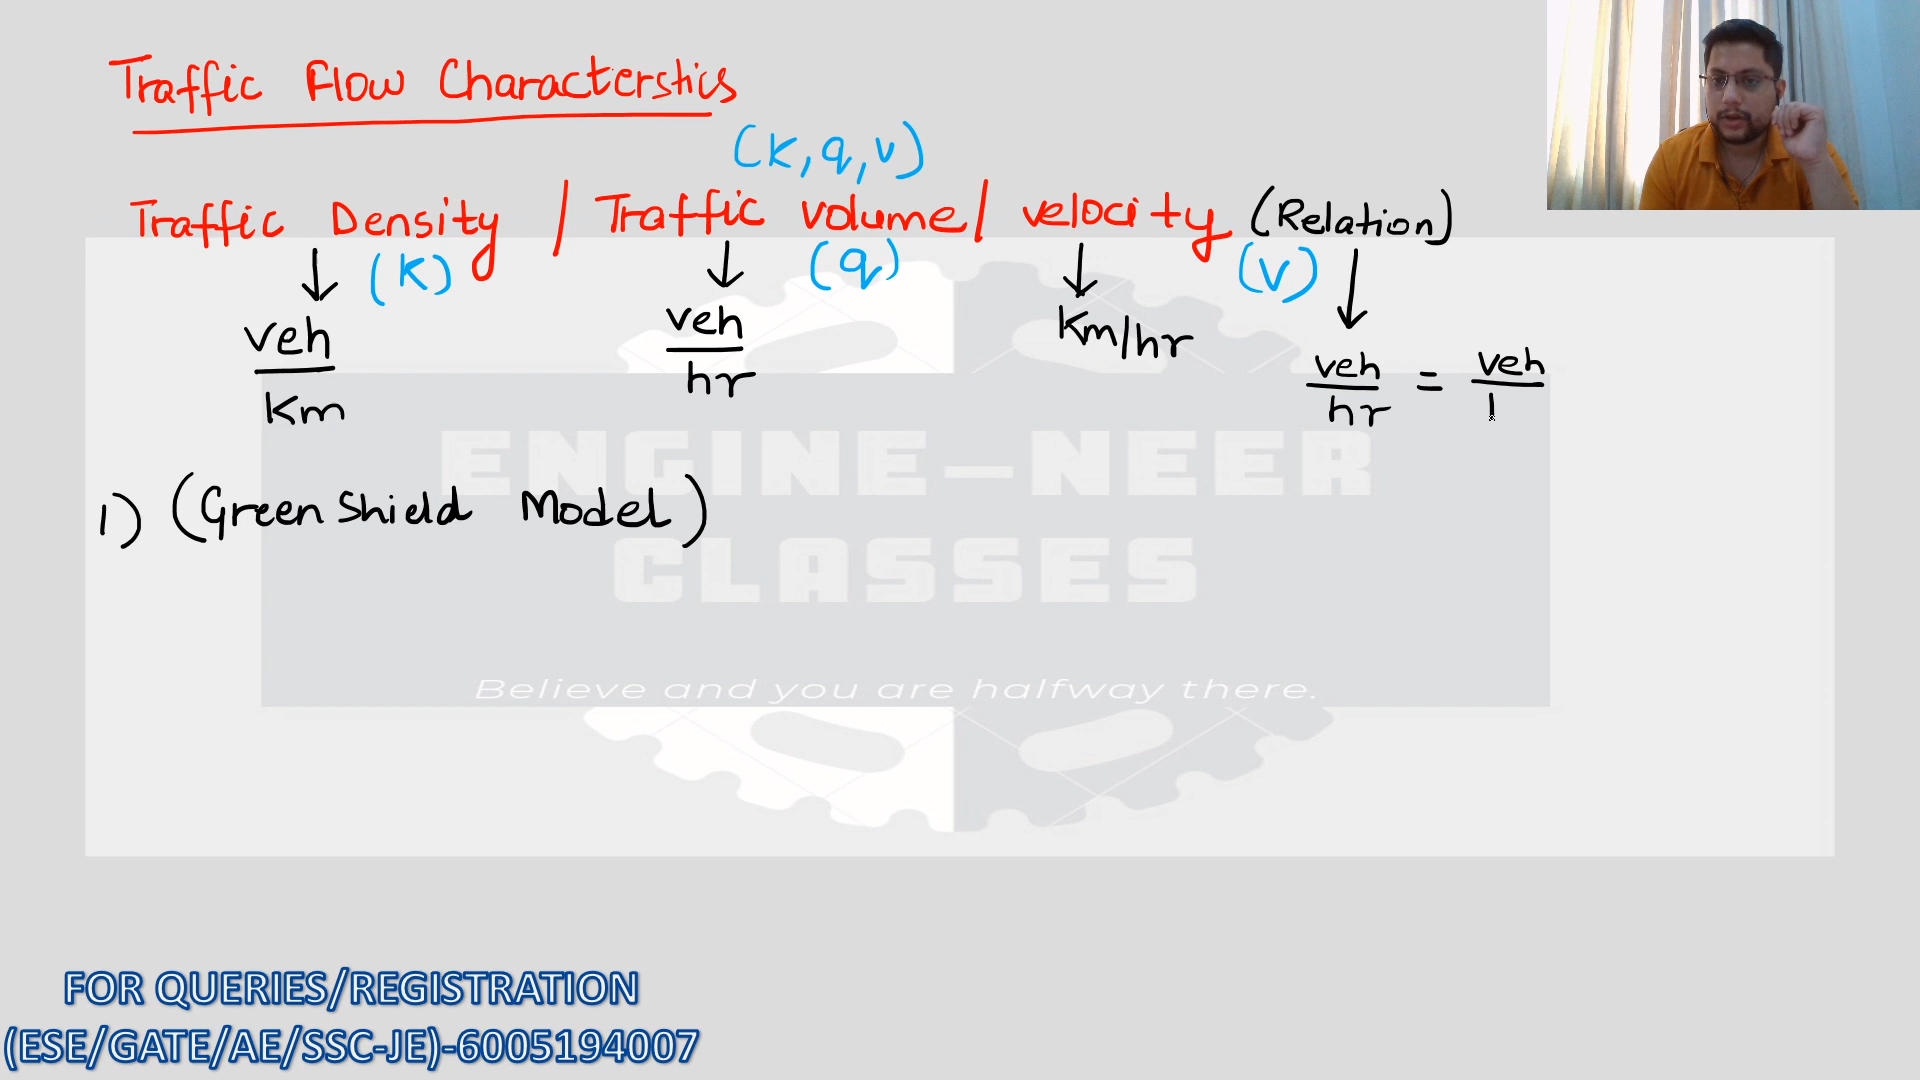 Traffic Flow Characterstics
(K, q, v)
Traffic Density / Traffic volume / velocity (Relation)
(K) (q) (V)
veh/km veh/hr Km/hr veh/hr = veh/
1) (Green Shield Model)
ENGINE-NEER
CLASSES
Believe and you are halfway there.
FOR QUERIES/REGISTRATION
(ESE/GATE/AE/SSC-JE)-6005194007